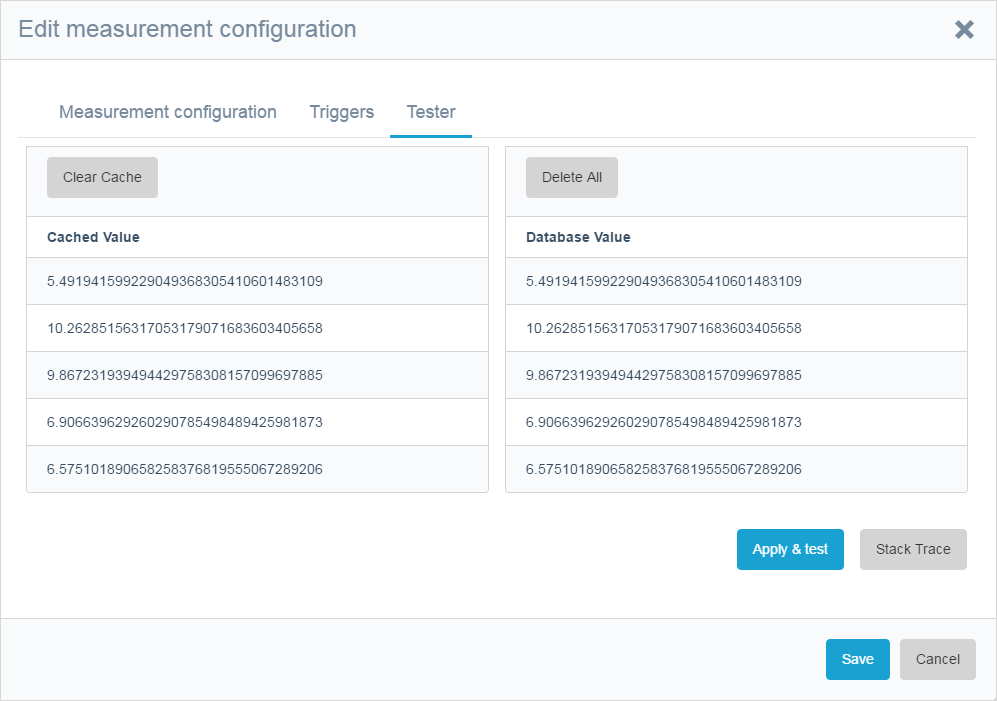 Edit measurement configuration
Measurement configuration Triggers Tester
Clear Cache
Cached Value
5.4919415992290493683054106014​83109
10.26285156317053179071683603405658
9.867231939494429758308157099697885
6.906639629260290785498489425981873
6.575101890658258376819555067289206
Delete All
Database Value
5.491941599229049368305410601483109
10.26285156317053179071683603405658
9.867231939494429758308157099697885
6.906639629260290785498489425981873
6.575101890658258376819555067289206
Apply & test Stack Trace
Save Cancel